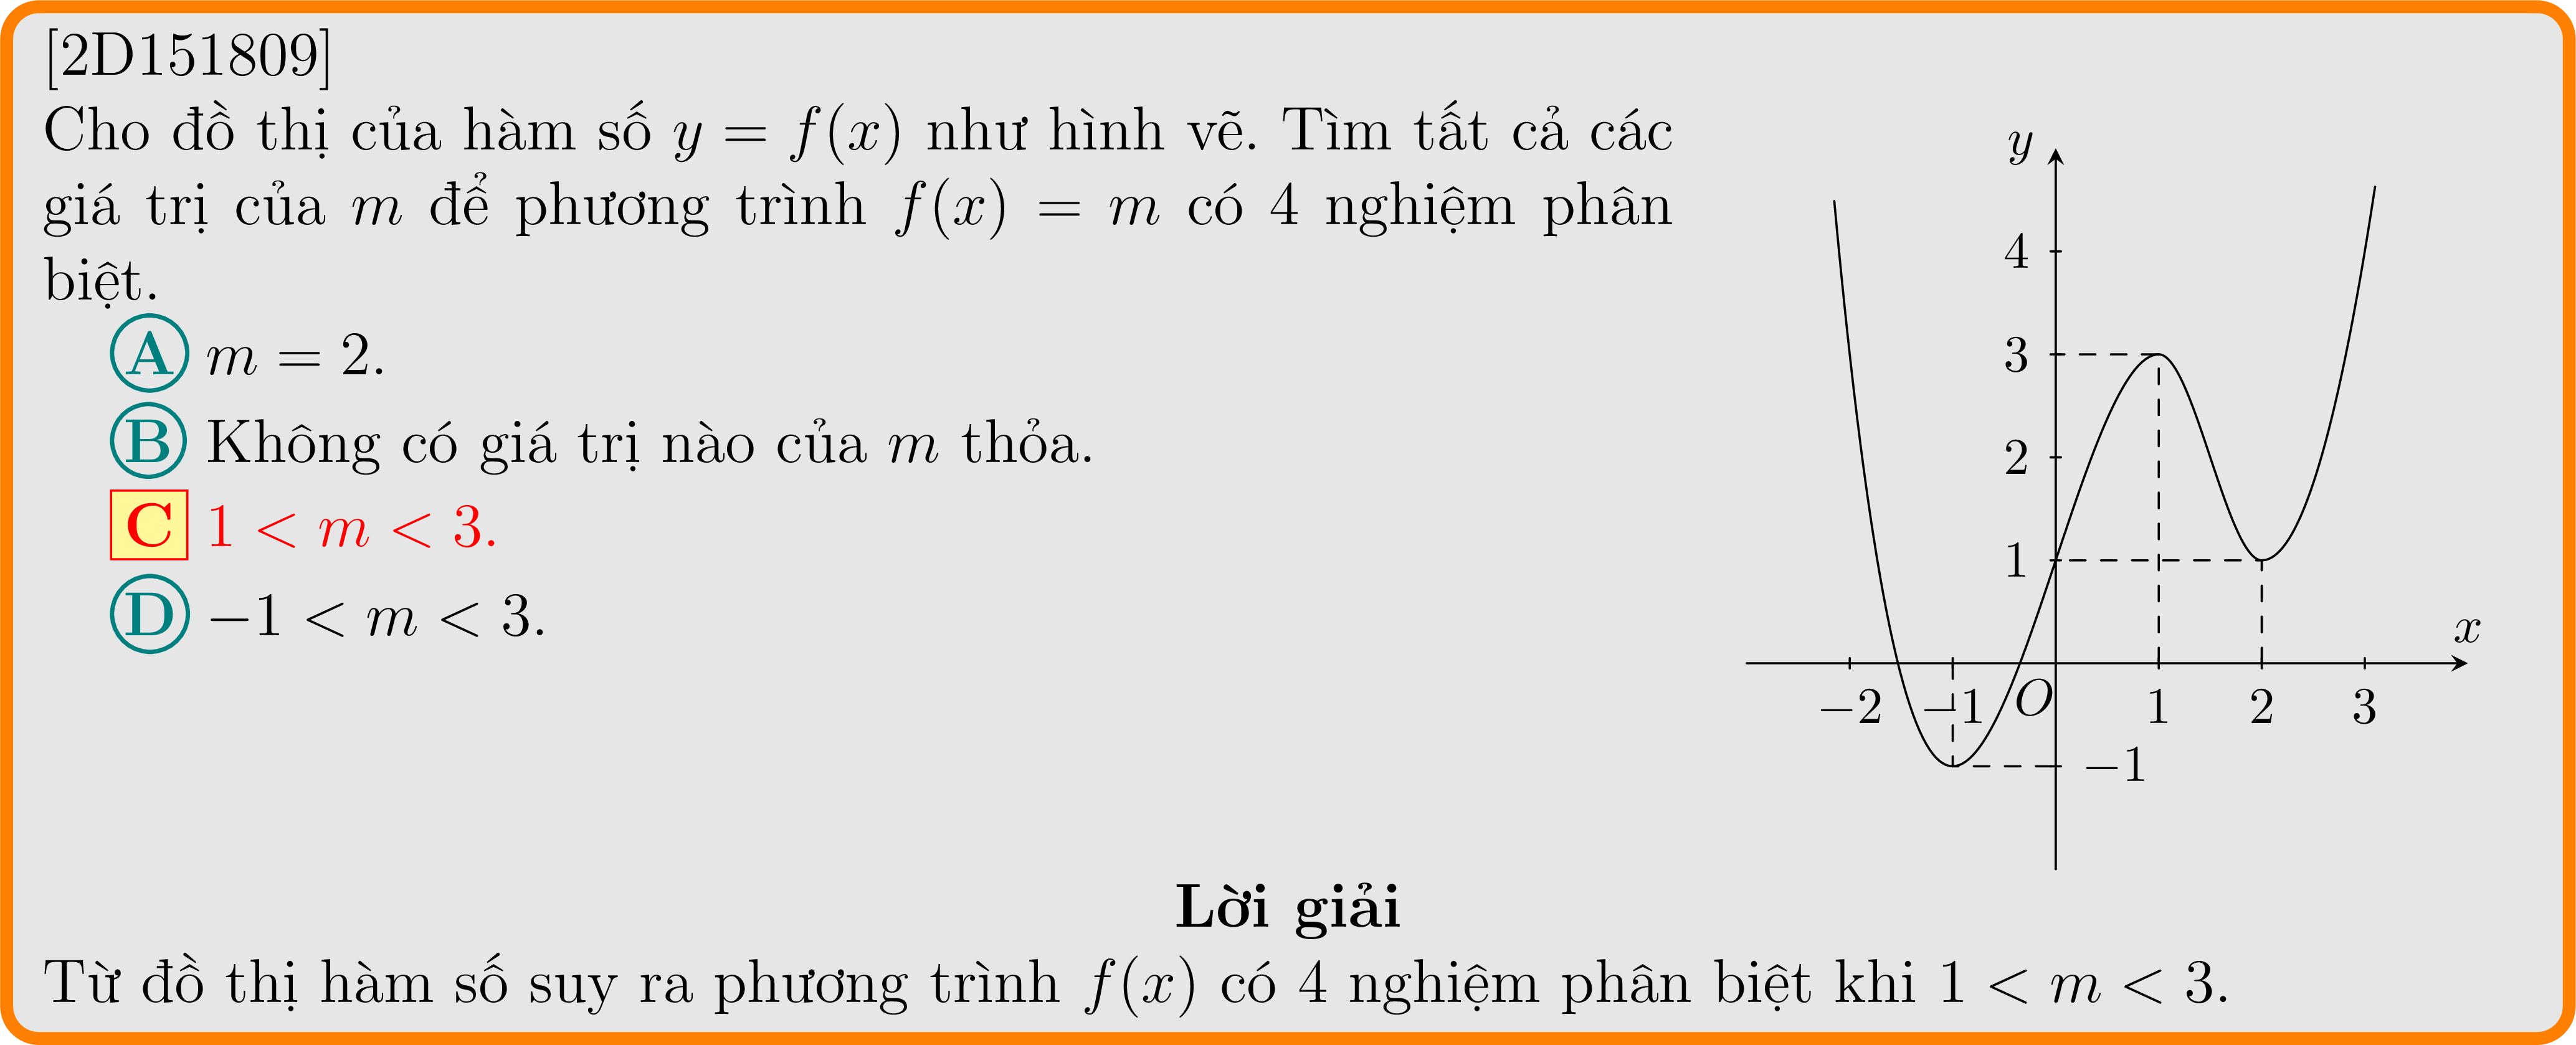 [2D151809]
Cho đồ thị của hàm số y = f(x) như hình vẽ. Tìm tất cả các
giá trị của m để phương trình f(x) = m có 4 nghiệm phân
biệt.
A m = 2.
B Không có giá trị nào của m thỏa.
C 1 < m < 3.
D −1 < m < 3.
y
4
3
2
1
x
−2 −1 O 1 2 3
−1
Lời giải
Từ đồ thị hàm số suy ra phương trình f(x) có 4 nghiệm phân biệt khi 1 < m < 3.